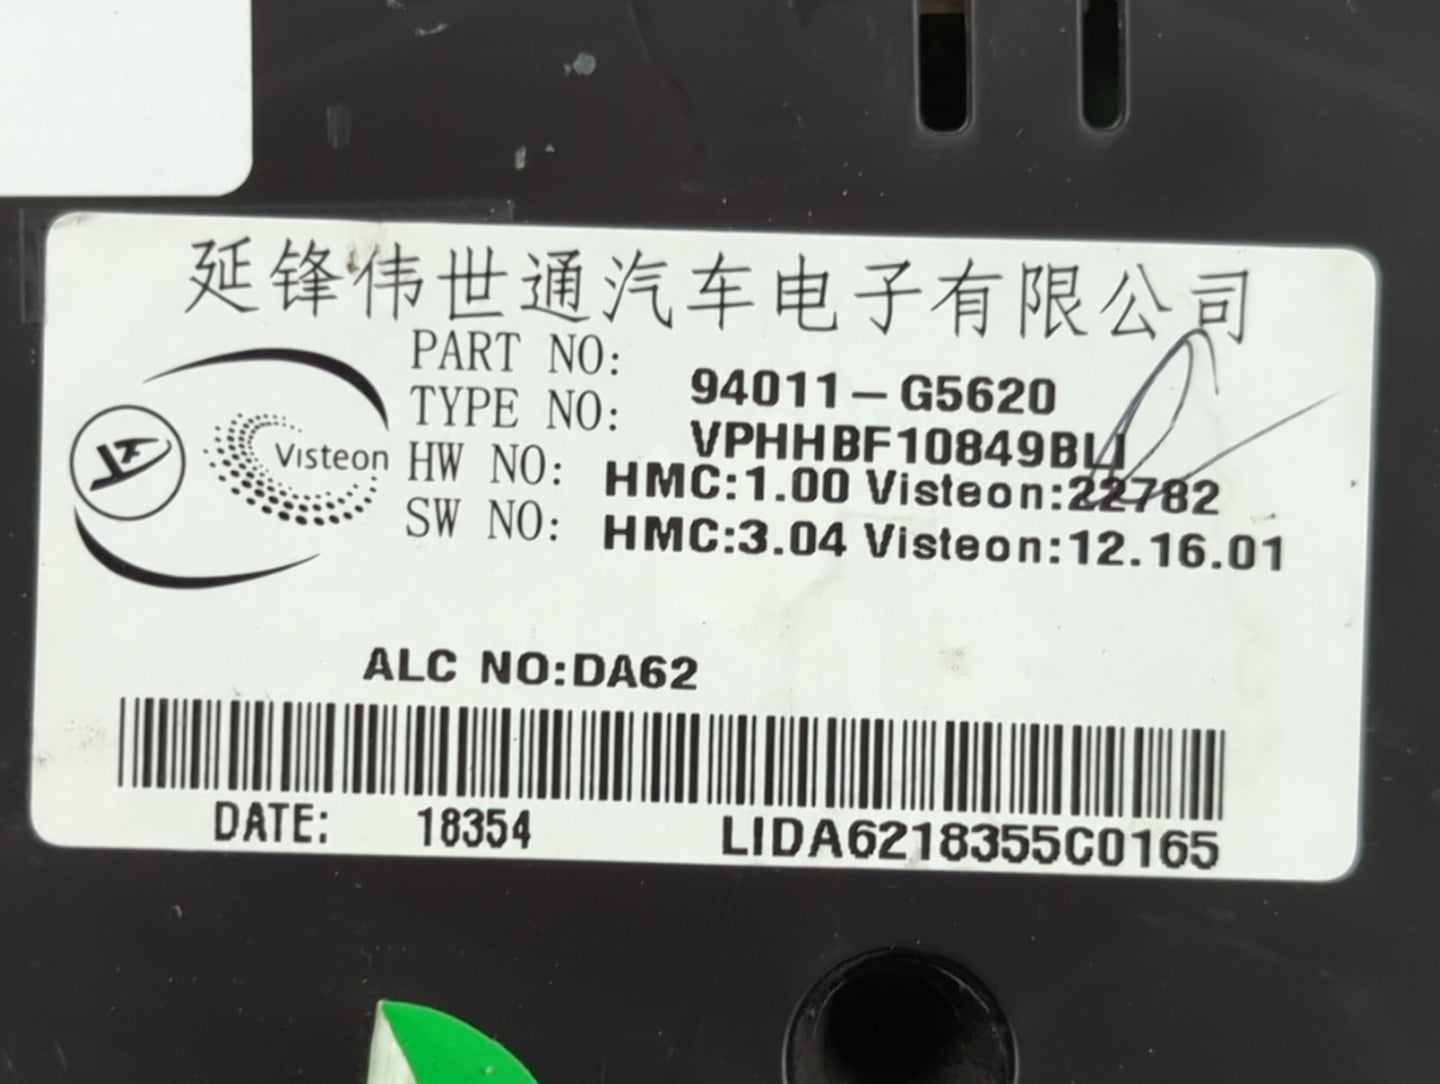 延锋伟世通汽车电子有限公司
PART NO: 94011-G5620
TYPE NO: VPHHBF10849BLI
Visteon
HW NO: HMC:1.00 Visteon:22782
SW NO: HMC:3.04 Visteon:12.16.01
ALC NO:DA62
DATE: 18354 LIDA6218355C0165